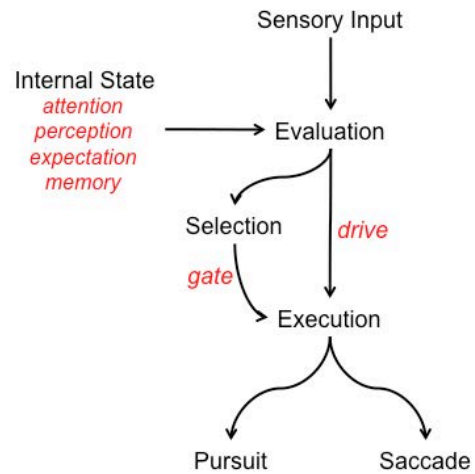 Sensory Input
Internal State
attention
perception
expectation
memory
Evaluation
Selection
drive
gate
Execution
Pursuit
Saccade